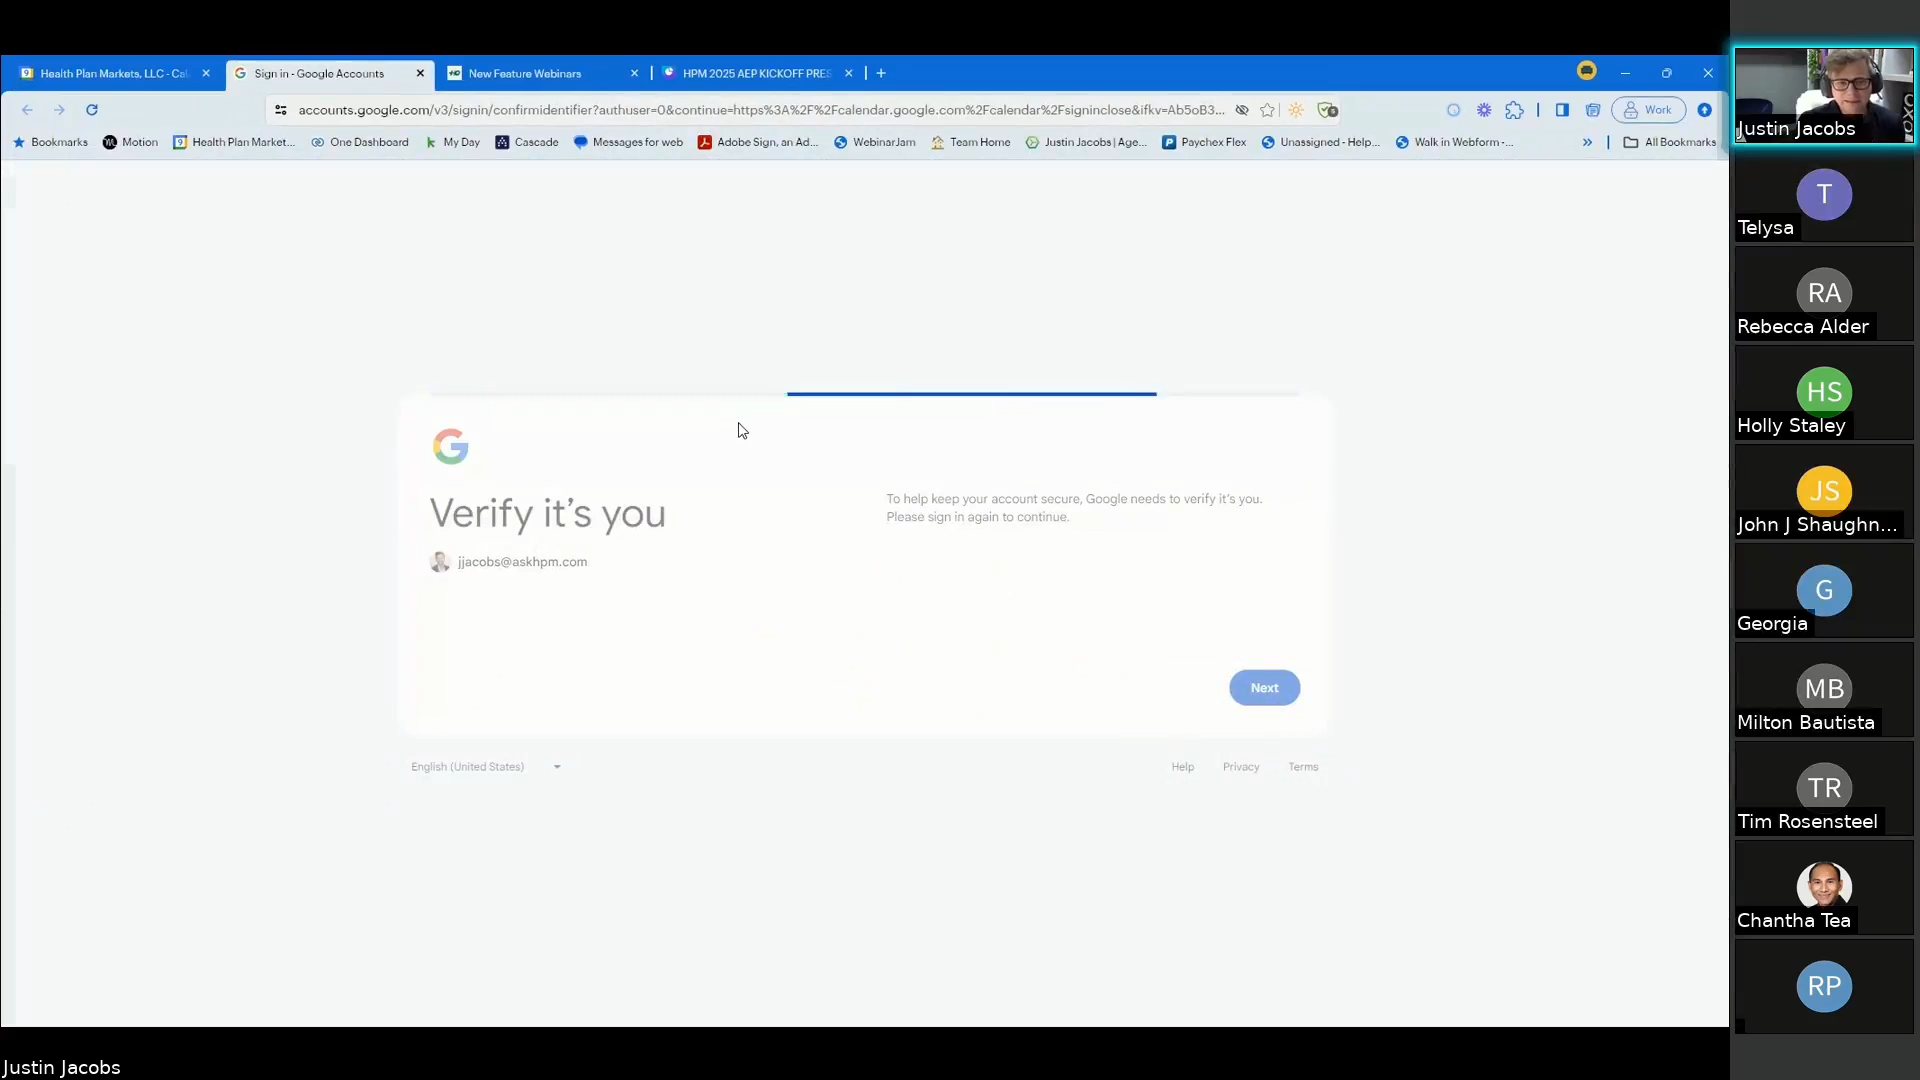 Health Plan Markets, LLC - Cal
Sign in - Google Accounts
New Feature Webinars
HPM 2025 AEP KICKOFF PRES
accounts.google.com/v3/signin/confirmidentifier?authuser=0&continue=https%3A%2F%2Fcalendar.google.com%2Fcalendar%2Fsigninclose&ifkv=Ab5oB3...
Work
Bookmarks
Motion
Health Plan Market...
One Dashboard
My Day
Cascade
Messages for web
Adobe Sign, an Ad...
WebinarJam
Team Home
Justin Jacobs | Age...
Paychex Flex
Unassigned - Help...
Walk in Webform -...
All Bookmarks
G
Verify it's you
jjacobs@askhpm.com
To help keep your account secure, Google needs to verify it's you.
Please sign in again to continue.
Next
English (United States)
Help
Privacy
Terms
Justin Jacobs
T
Telysa
RA
Rebecca Alder
HS
Holly Staley
JS
John J Shaughn...
G
Georgia
MB
Milton Bautista
TR
Tim Rosensteel
Chantha Tea
RP
Justin Jacobs